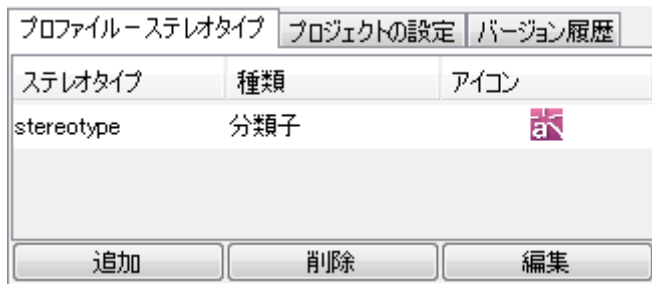 プロファイル－ステレオタイプ プロジェクトの設定 バージョン履歴
ステレオタイプ 種類 アイコン
stereotype 分類子 a
追加 削除 編集